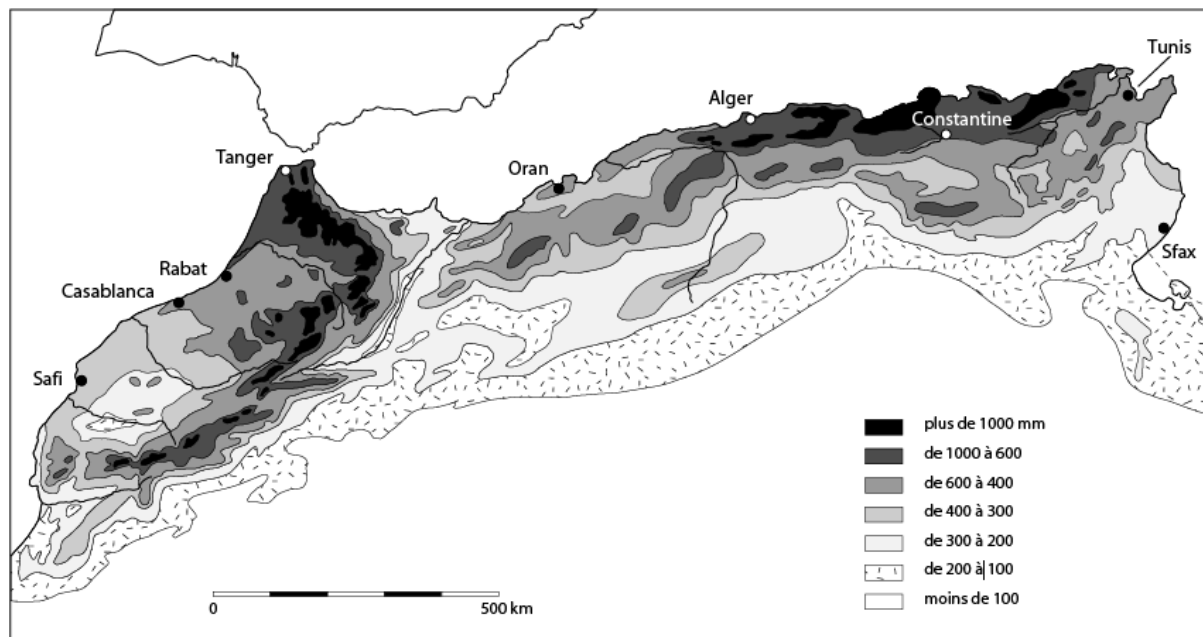 Tunis
Alger
Constantine
Tanger
Oran
Rabat
Sfax
Casablanca
Safi
plus de 1000 mm
de 1000 à 600
de 600 à 400
de 400 à 300
de 300 à 200
de 200 à 100
moins de 100
0 500 km